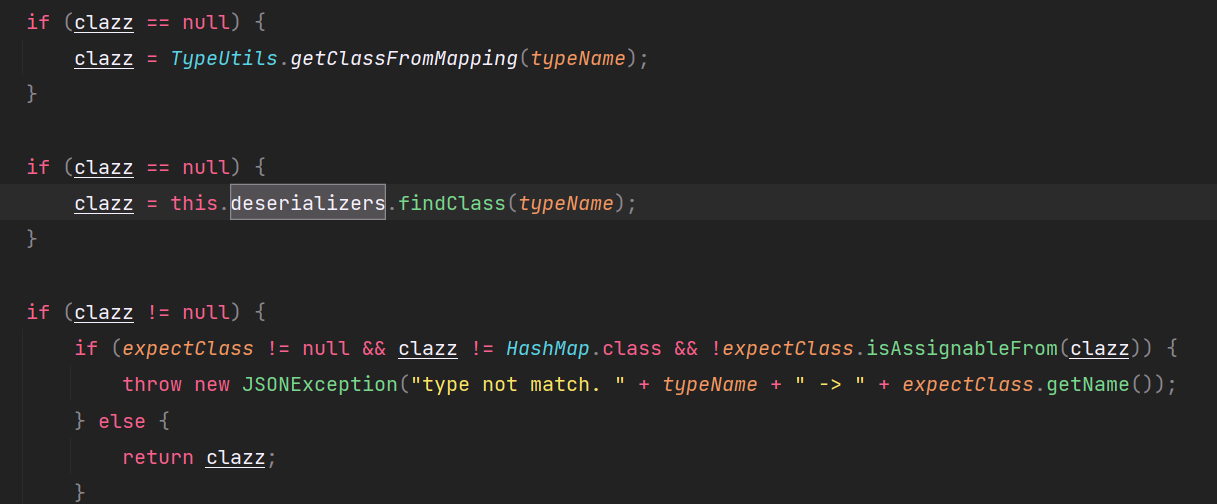 if (clazz == null) {
    clazz = TypeUtils.getClassFromMapping(typeName);
}

if (clazz == null) {
    clazz = this.deserializers.findClass(typeName);
}

if (clazz != null) {
    if (expectClass != null && clazz != HashMap.class && !expectClass.isAssignableFrom(clazz)) {
        throw new JSONException("type not match. " + typeName + " -> " + expectClass.getName());
    } else {
        return clazz;
    }